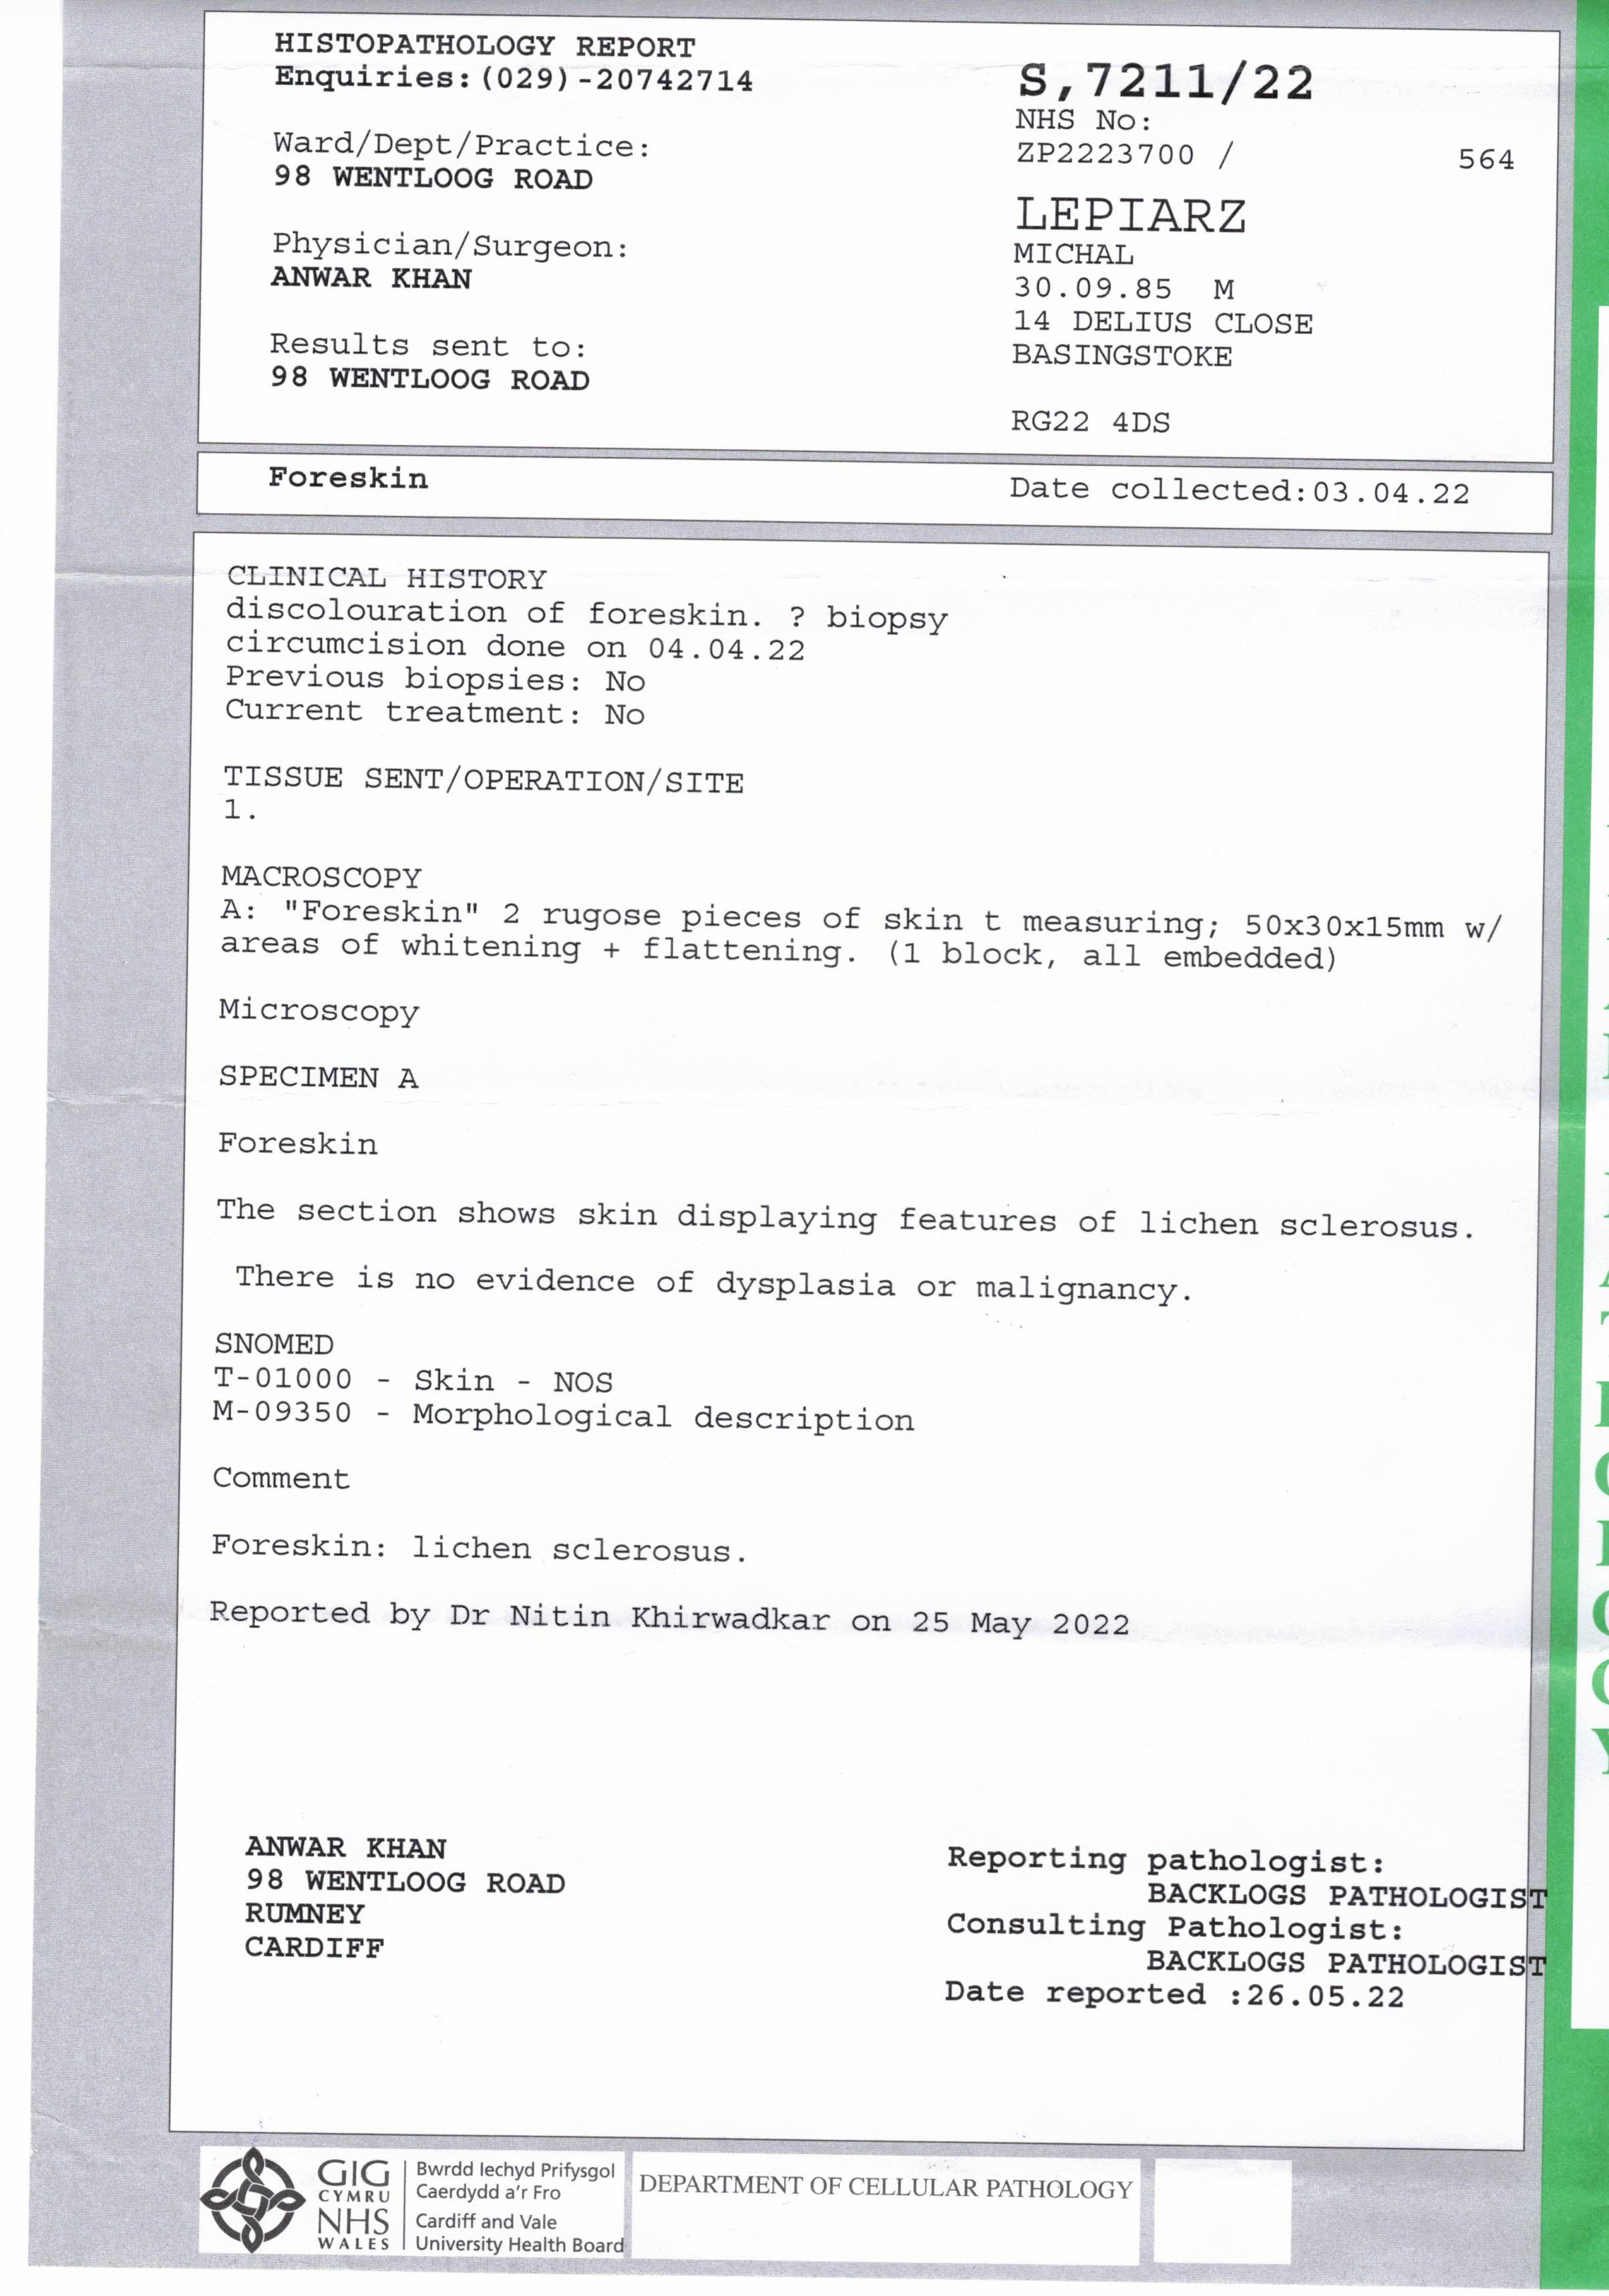 HISTOPATHOLOGY REPORT
Enquiries:(029)-20742714
Ward/Dept/Practice:
98 WENTLOOG ROAD
Physician/Surgeon:
ANWAR KHAN
Results sent to:
98 WENTLOOG ROAD
S,7211/22
NHS No:
ZP2223700 / 564
LEPIARZ
MICHAL
30.09.85 M
14 DELIUS CLOSE
BASINGSTOKE
RG22 4DS
Foreskin
Date collected:03.04.22
CLINICAL HISTORY
discolouration of foreskin. ? biopsy
circumcision done on 04.04.22
Previous biopsies: No
Current treatment: No
TISSUE SENT/OPERATION/SITE
1.
MACROSCOPY
A: "Foreskin" 2 rugose pieces of skin t measuring; 50x30x15mm w/
areas of whitening + flattening. (1 block, all embedded)
Microscopy
SPECIMEN A
Foreskin
The section shows skin displaying features of lichen sclerosus.
There is no evidence of dysplasia or malignancy.
SNOMED
T-01000 - Skin - NOS
M-09350 - Morphological description
Comment
Foreskin: lichen sclerosus.
Reported by Dr Nitin Khirwadkar on 25 May 2022
ANWAR KHAN
98 WENTLOOG ROAD
RUMNEY
CARDIFF
Reporting pathologist:
BACKLOGS PATHOLOGIST
Consulting Pathologist:
BACKLOGS PATHOLOGIST
Date reported :26.05.22
GIG
CYMRU
NHS
WALES
Bwrdd Iechyd Prifysgol
Caerdydd a'r Fro
Cardiff and Vale
University Health Board
DEPARTMENT OF CELLULAR PATHOLOGY